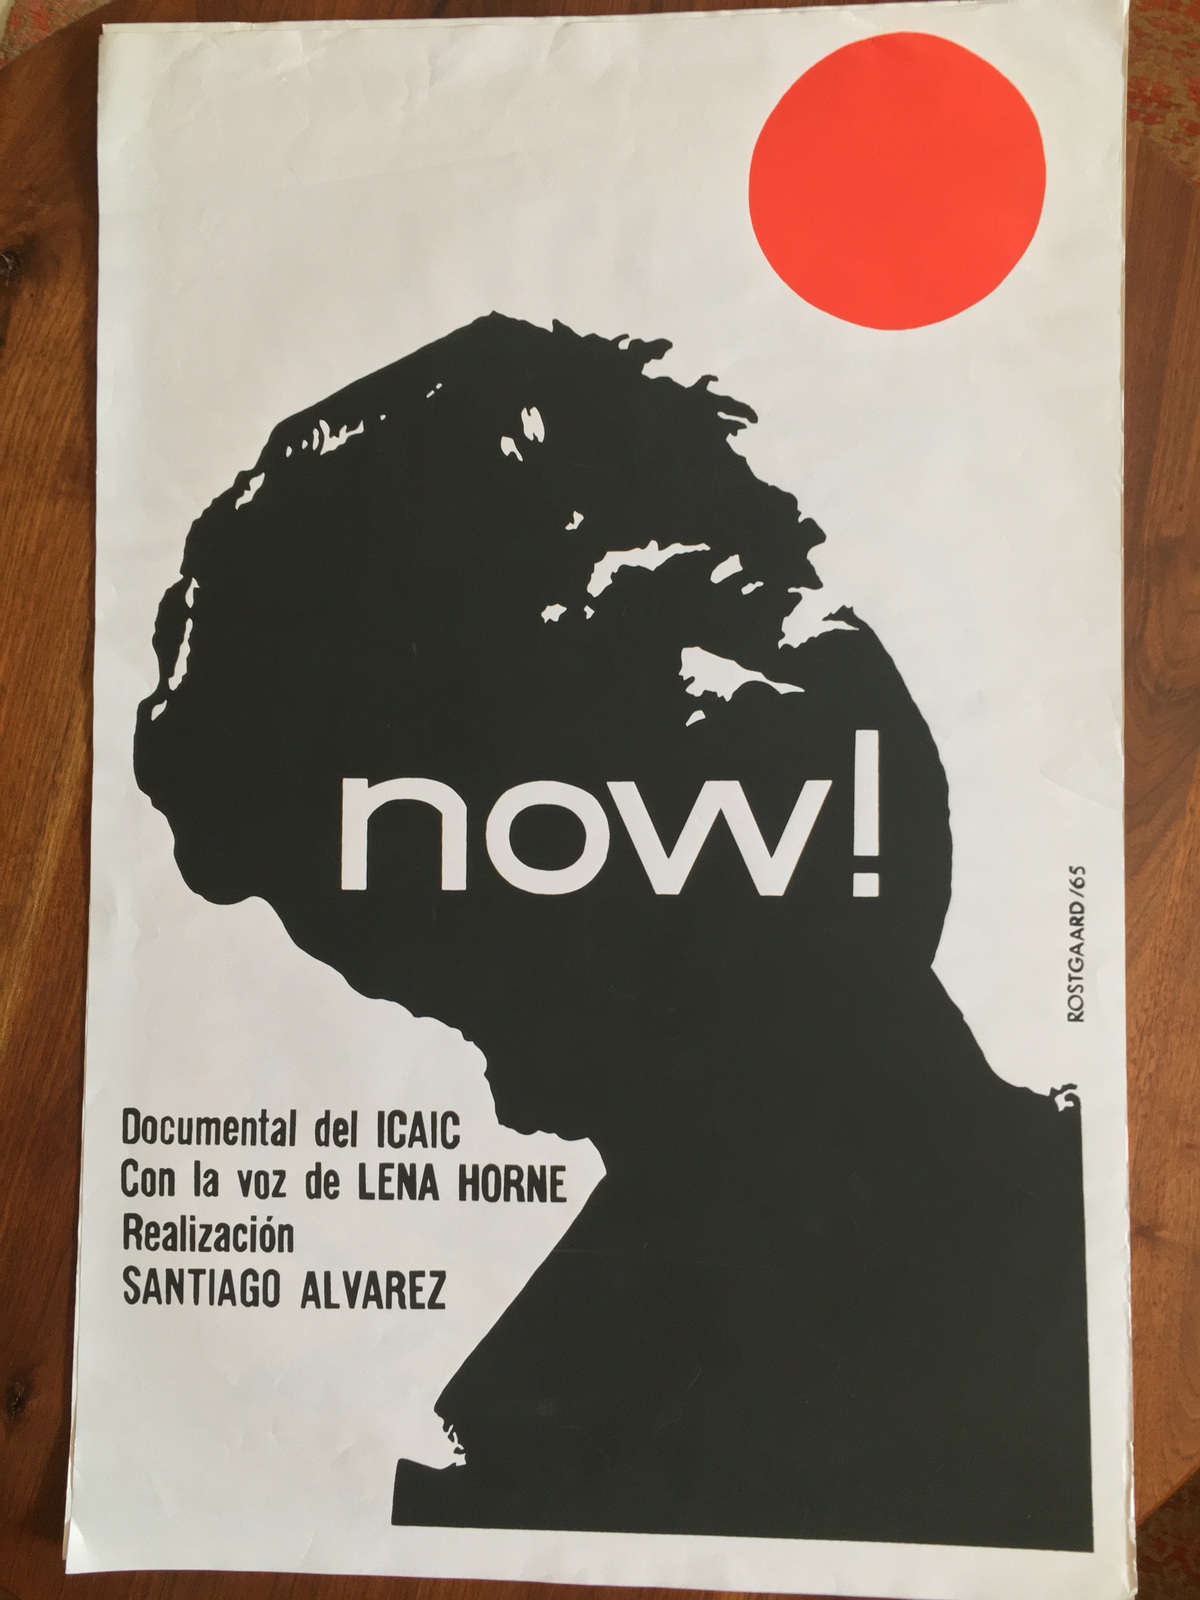 now!
ROSTGAARD/65
Documental del ICAIC
Con la voz de LENA HORNE
Realización
SANTIAGO ALVAREZ